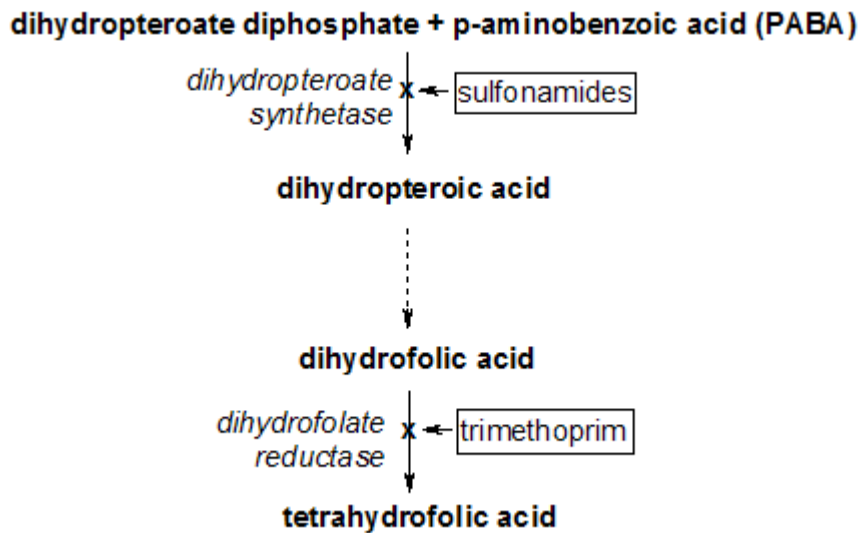 dihydropteroate diphosphate + p-aminobenzoic acid (PABA)
dihydropteroate
synthetase
x
sulfonamides
dihydropteroic acid
dihydrofolic acid
dihydrofolate
reductase
x
trimethoprim
tetrahydrofolic acid